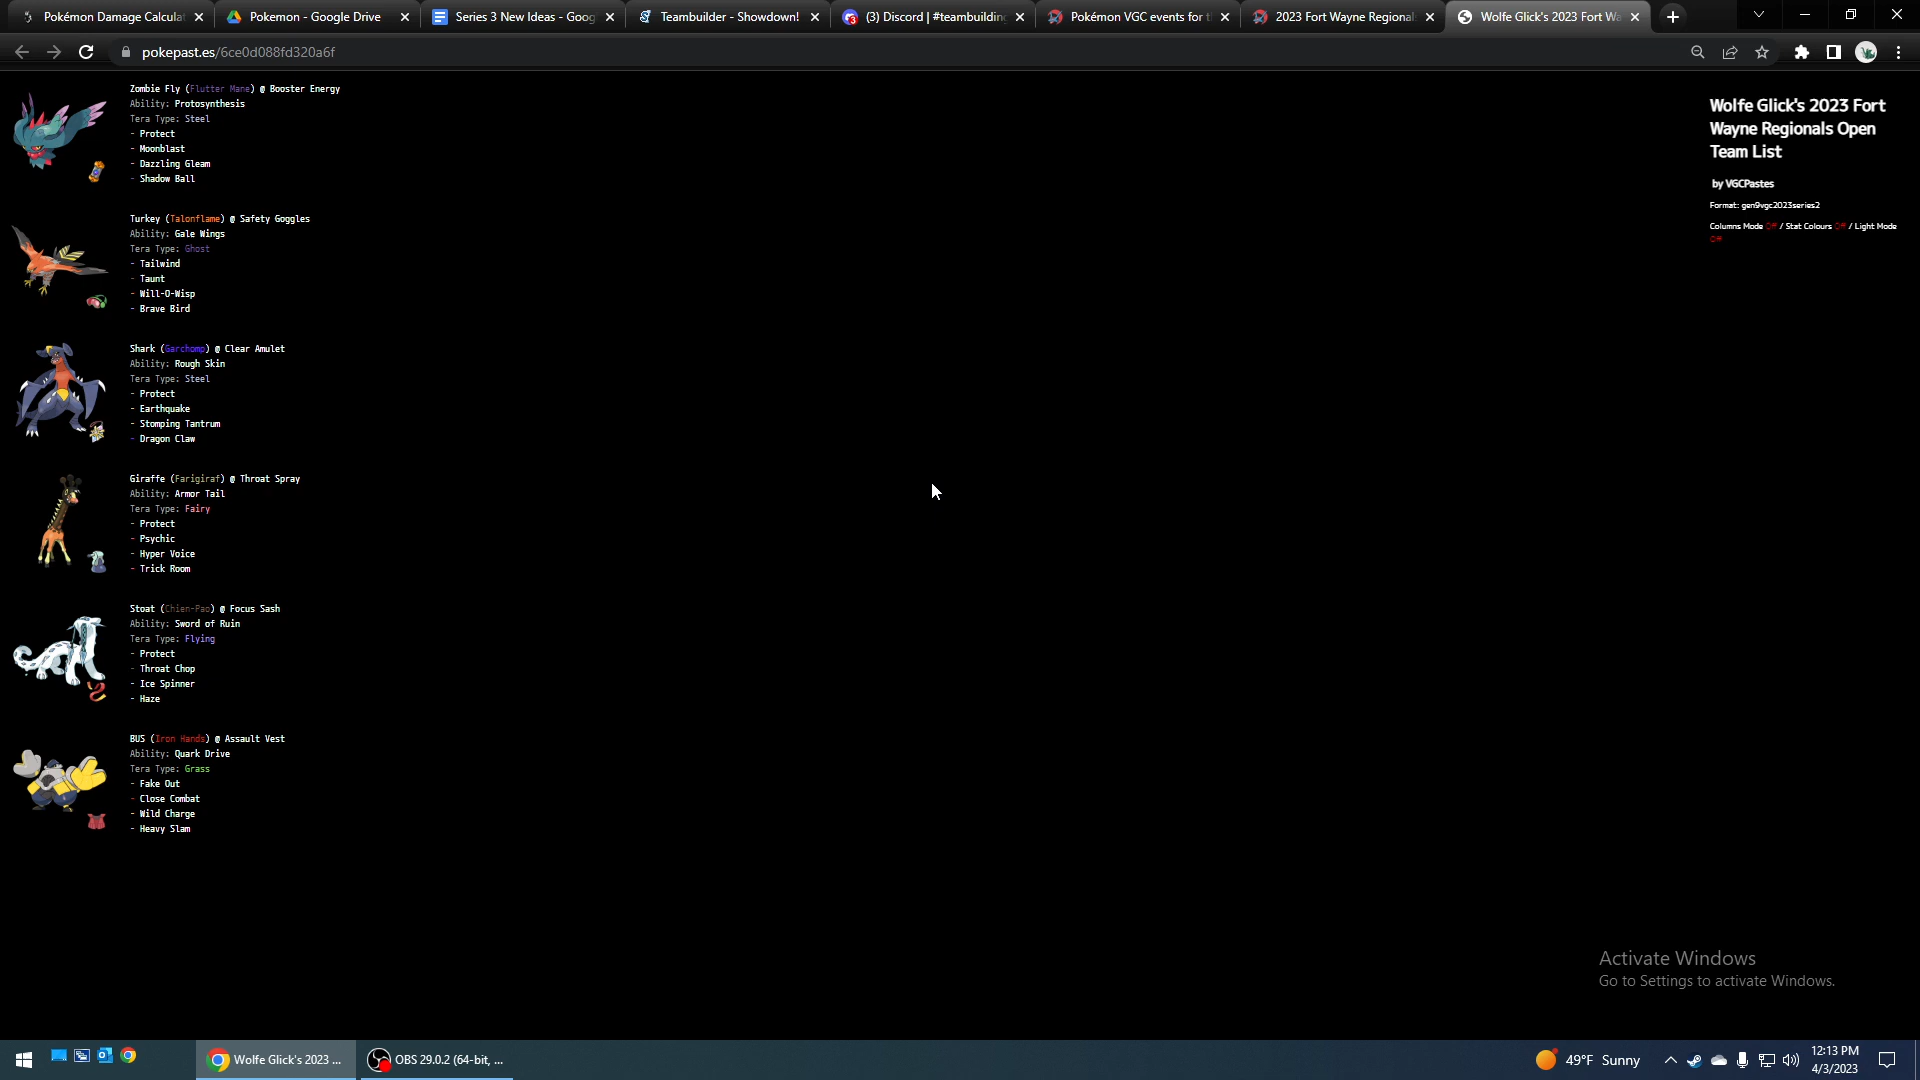 Pokémon Damage Calculat
Pokemon - Google Drive
Series 3 New Ideas - Goog
Teambuilder - Showdown!
(3) Discord | #teambuilding
Pokémon VGC events for t
2023 Fort Wayne Regional
Wolfe Glick's 2023 Fort Wa
pokepast.es/6ce0d088fd320a6f
Zombie Fly (Flutter Mane) @ Booster Energy
Ability: Protosynthesis
Tera Type: Steel
- Protect
- Moonblast
- Dazzling Gleam
- Shadow Ball
Turkey (Talonflame) @ Safety Goggles
Ability: Gale Wings
Tera Type: Ghost
- Tailwind
- Taunt
- Will-O-Wisp
- Brave Bird
Shark (Garchomp) @ Clear Amulet
Ability: Rough Skin
Tera Type: Steel
- Protect
- Earthquake
- Stomping Tantrum
- Dragon Claw
Giraffe (Farigiraf) @ Throat Spray
Ability: Armor Tail
Tera Type: Fairy
- Protect
- Psychic
- Hyper Voice
- Trick Room
Stoat (Chien-Pao) @ Focus Sash
Ability: Sword of Ruin
Tera Type: Flying
- Protect
- Throat Chop
- Ice Spinner
- Haze
BUS (Iron Hands) @ Assault Vest
Ability: Quark Drive
Tera Type: Grass
- Fake Out
- Close Combat
- Wild Charge
- Heavy Slam
Wolfe Glick's 2023 Fort
Wayne Regionals Open
Team List
by VGCPastes
Format: gen9vgc2023series2
Columns Mode Off / Stat Colours Off / Light Mode
Off
Activate Windows
Go to Settings to activate Windows.
Wolfe Glick's 2023 ...
OBS 29.0.2 (64-bit, ...
49°F Sunny
12:13 PM
4/3/2023